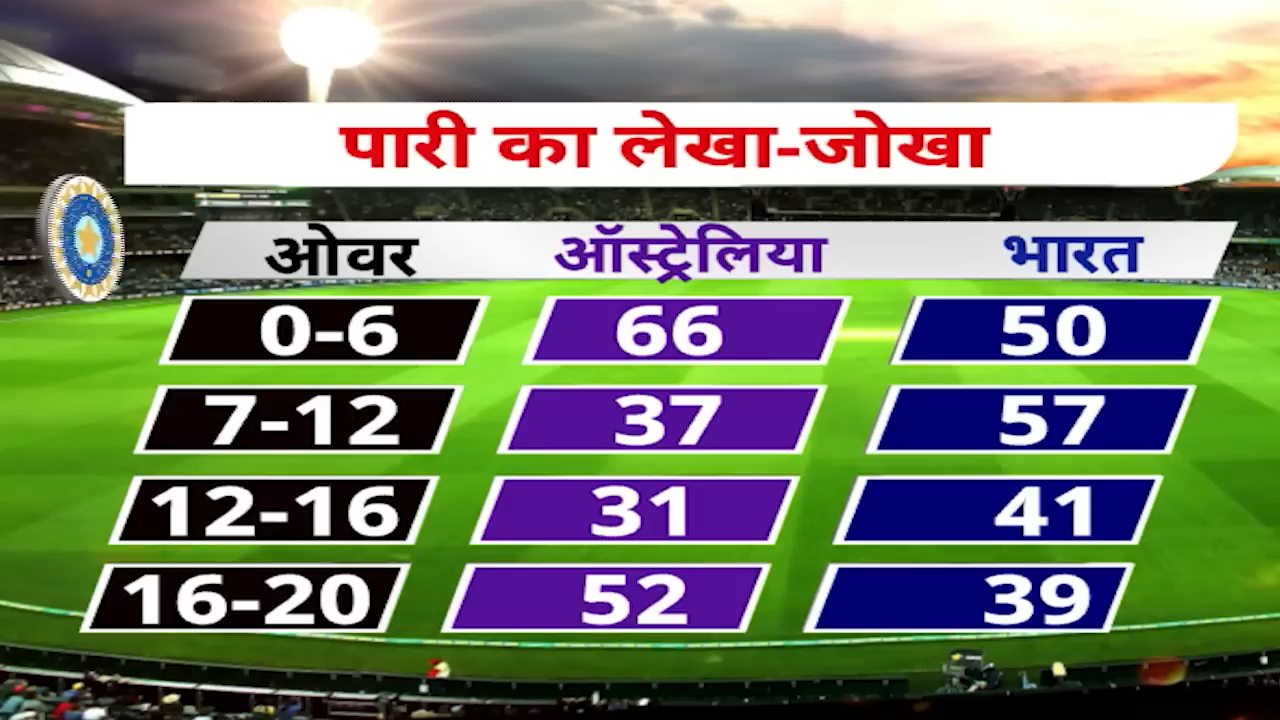 पारी का लेखा-जोखा
ओवर ऑस्ट्रेलिया भारत
0-6 66 50
7-12 37 57
12-16 31 41
16-20 52 39